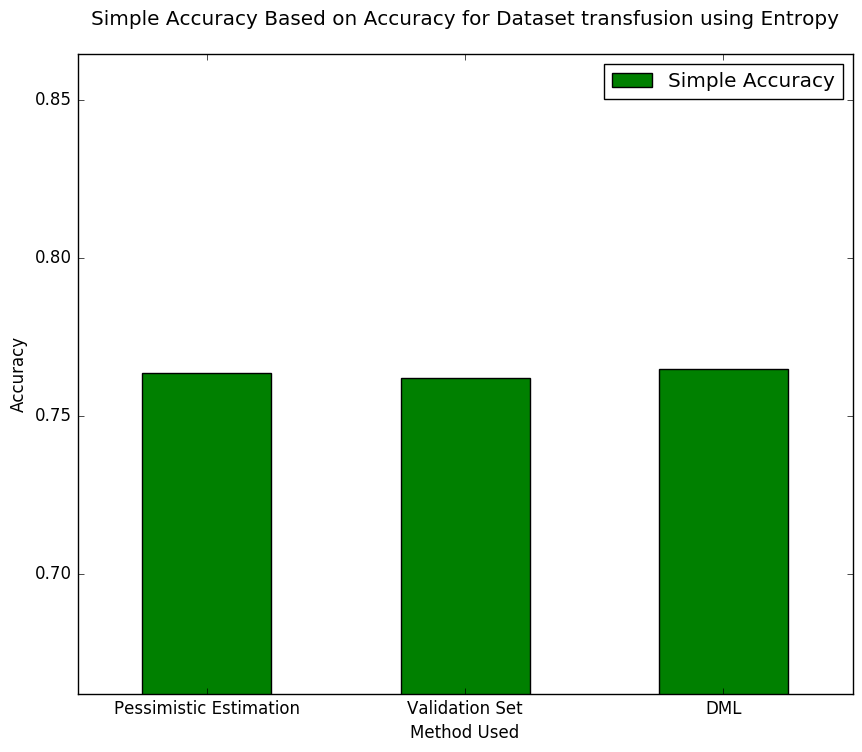 Simple Accuracy Based on Accuracy for Dataset transfusion using Entropy
Simple Accuracy
0.85
0.80
0.75
0.70
Accuracy
Pessimistic Estimation
Validation Set
DML
Method Used